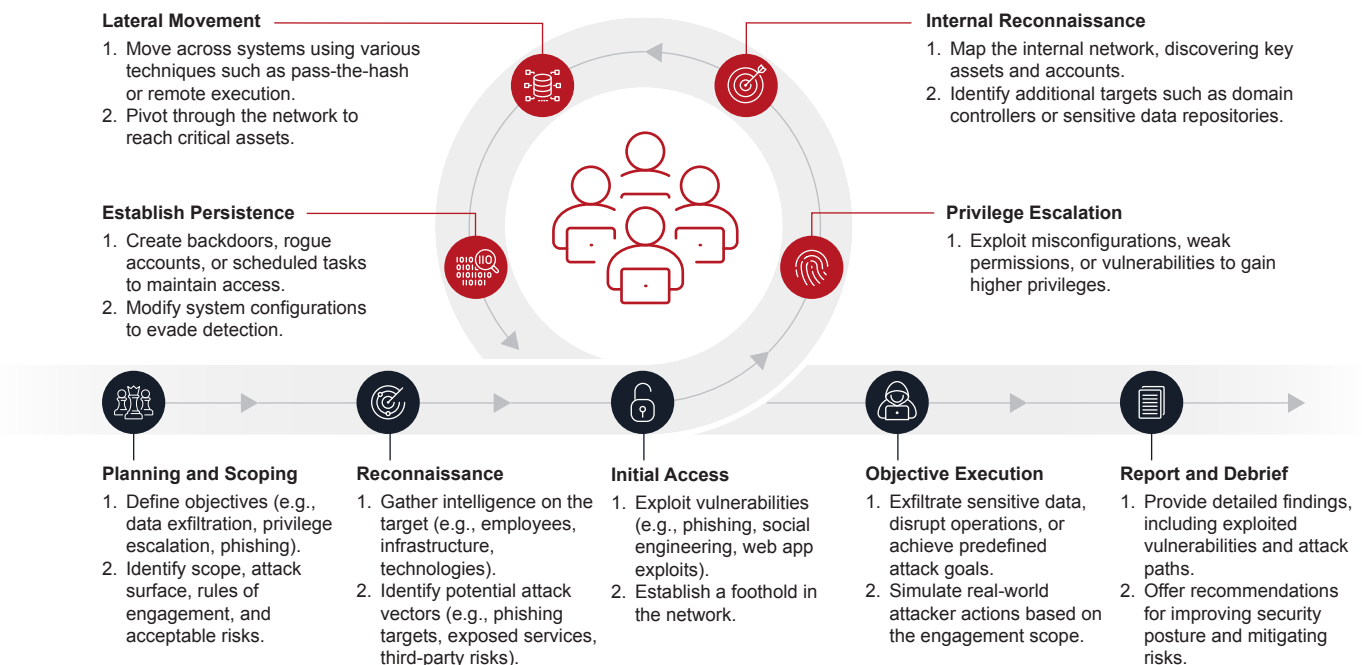 Lateral Movement
1. Move across systems using various
techniques such as pass-the-hash
or remote execution.
2. Pivot through the network to
reach critical assets.
Internal Reconnaissance
1. Map the internal network, discovering key
assets and accounts.
2. Identify additional targets such as domain
controllers or sensitive data repositories.
Establish Persistence
1. Create backdoors, rogue
accounts, or scheduled tasks
to maintain access.
2. Modify system configurations
to evade detection.
Privilege Escalation
1. Exploit misconfigurations, weak
permissions, or vulnerabilities to gain
higher privileges.
Planning and Scoping
1. Define objectives (e.g.,
data exfiltration, privilege
escalation, phishing).
2. Identify scope, attack
surface, rules of
engagement, and
acceptable risks.
Reconnaissance
1. Gather intelligence on the
target (e.g., employees,
infrastructure,
technologies).
2. Identify potential attack
vectors (e.g., phishing
targets, exposed services,
third-party risks).
Initial Access
1. Exploit vulnerabilities
(e.g., phishing, social
engineering, web app
exploits).
2. Establish a foothold in
the network.
Objective Execution
1. Exfiltrate sensitive data,
disrupt operations, or
achieve predefined
attack goals.
2. Simulate real-world
attacker actions based on
the engagement scope.
Report and Debrief
1. Provide detailed findings,
including exploited
vulnerabilities and attack
paths.
2. Offer recommendations
for improving security
posture and mitigating
risks.